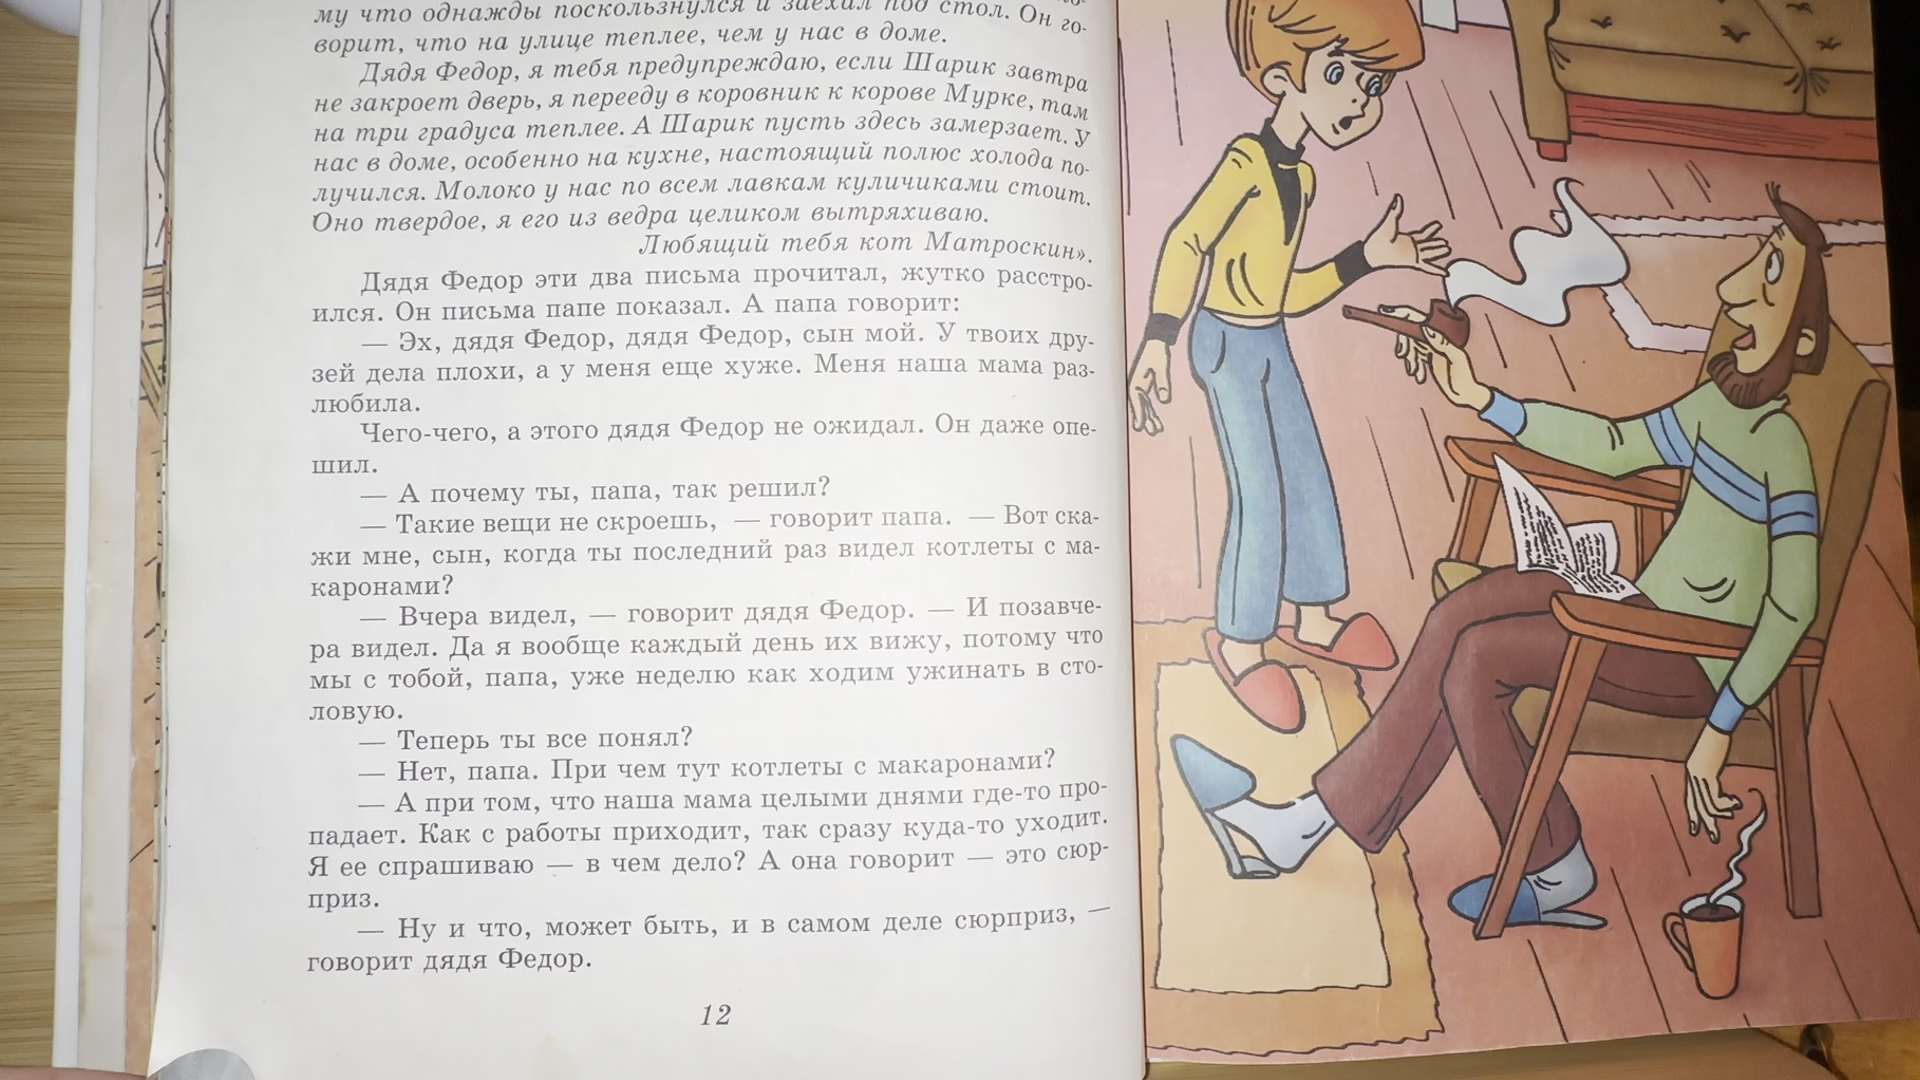 му что однажды поскользнулся и заехал под стол. Он го-
ворит, что на улице теплее, чем у нас в доме.
Дядя Федор, я тебя предупреждаю, если Шарик завтра
не закроет дверь, я перееду в коровник к корове Мурке, там
на три градуса теплее. А Шарик пусть здесь замерзает. У
нас в доме, особенно на кухне, настоящий полюс холода по-
лучился. Молоко у нас по всем лавкам куличиками стоит.
Оно твердое, я его из ведра целиком вытряхиваю.
Любящий тебя кот Матроскин».
Дядя Федор эти два письма прочитал, жутко расстро-
ился. Он письма папе показал. А папа говорит:
— Эх, дядя Федор, дядя Федор, сын мой. У твоих дру-
зей дела плохи, а у меня еще хуже. Меня наша мама раз-
любила.
Чего-чего, а этого дядя Федор не ожидал. Он даже опе-
шил.
— А почему ты, папа, так решил?
— Такие вещи не скроешь, — говорит папа. — Вот ска-
жи мне, сын, когда ты последний раз видел котлеты с ма-
каронами?
— Вчера видел, — говорит дядя Федор. — И позавче-
ра видел. Да я вообще каждый день их вижу, потому что
мы с тобой, папа, уже неделю как ходим ужинать в сто-
ловую.
— Теперь ты все понял?
— Нет, папа. При чем тут котлеты с макаронами?
— А при том, что наша мама целыми днями где-то про-
падает. Как с работы приходит, так сразу куда-то уходит.
Я ее спрашиваю — в чем дело? А она говорит — это сюр-
приз.
— Ну и что, может быть, и в самом деле сюрприз, —
говорит дядя Федор.
12